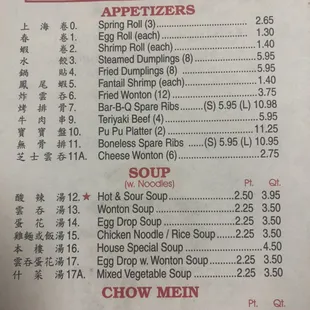 APPETIZERS
上 海 卷 0. Spring Roll (3) 2.65
春 卷 1. Egg Roll (each) 1.30
蝦 卷 2. Shrimp Roll (each) 1.40
水 餃 3. Steamed Dumplings (8) 5.95
鍋 貼 4. Fried Dumplings (8) 5.95
鳳 尾 蝦 5. Fantail Shrimp (each) 1.40
炸 雲 吞 6. Fried Wonton (12) 3.75
烤 排 骨 7. Bar-B-Q Spare Ribs (S) 5.95 (L) 10.98
牛 肉 串 9. Teriyaki Beef (4) 5.95
寶 寶 盤 10. Pu Pu Platter (2) 11.25
無 骨 排 11. Boneless Spare Ribs (S) 5.95 (L) 10.95
芝 士 雲 吞 11A. Cheese Wonton (6) 2.75
SOUP
(w. Noodles) Pt. Qt.
酸 辣 湯 12. ★ Hot & Sour Soup 2.50 3.95
雲 吞 湯 13. Wonton Soup 2.25 3.50
蛋 花 湯 14. Egg Drop Soup 2.25 3.50
雞麵或飯湯 15. Chicken Noodle / Rice Soup 2.25 3.50
本 樓 湯 16. House Special Soup 4.50
雲吞蛋花湯 17. Egg Drop w. Wonton Soup 2.25 3.50
什 菜 湯 17A. Mixed Vegetable Soup 2.25 3.50
CHOW MEIN
Pt. Qt.